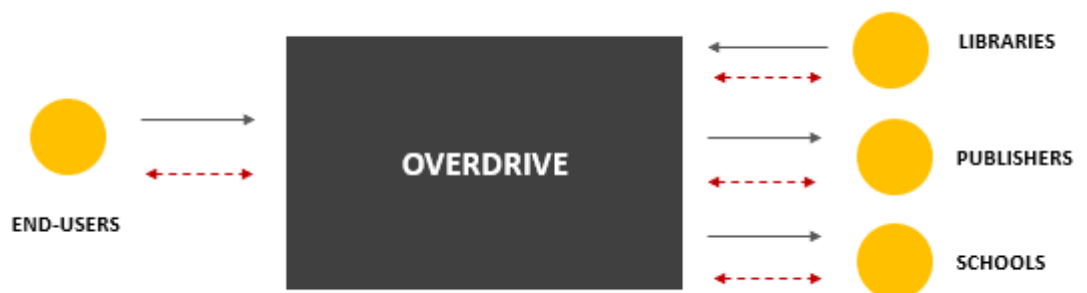 LIBRARIES
OVERDRIVE
PUBLISHERS
END-USERS
SCHOOLS